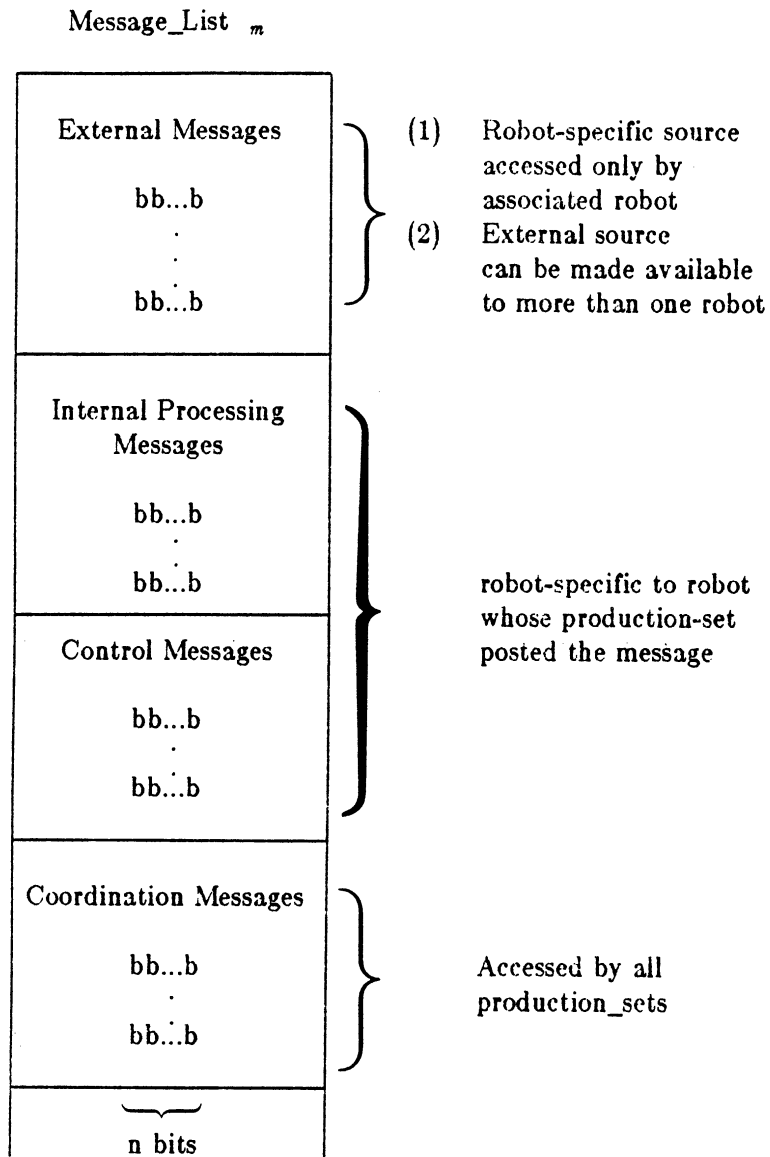 Message_List m
External Messages
bb...b
bb...b
(1) Robot-specific source
accessed only by
associated robot
(2) External source
can be made available
to more than one robot
Internal Processing
Messages
bb...b
bb...b
Control Messages
bb...b
bb...b
robot-specific to robot
whose production-set
posted the message
Coordination Messages
bb...b
bb...b
Accessed by all
production_sets
n bits